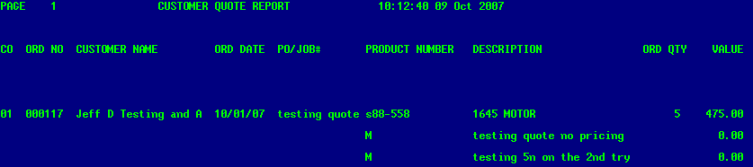 PAGE 1 CUSTOMER QUOTE REPORT 10:12:40 09 Oct 2007
CO ORD NO CUSTOMER NAME ORD DATE PO/JOB# PRODUCT NUMBER DESCRIPTION ORD QTY VALUE
01 000117 Jeff D Testing and A 10/01/07 testing quote s88-558 1645 MOTOR 5 475.00
M testing quote no pricing 0.00
M testing 5n on the 2nd try 0.00